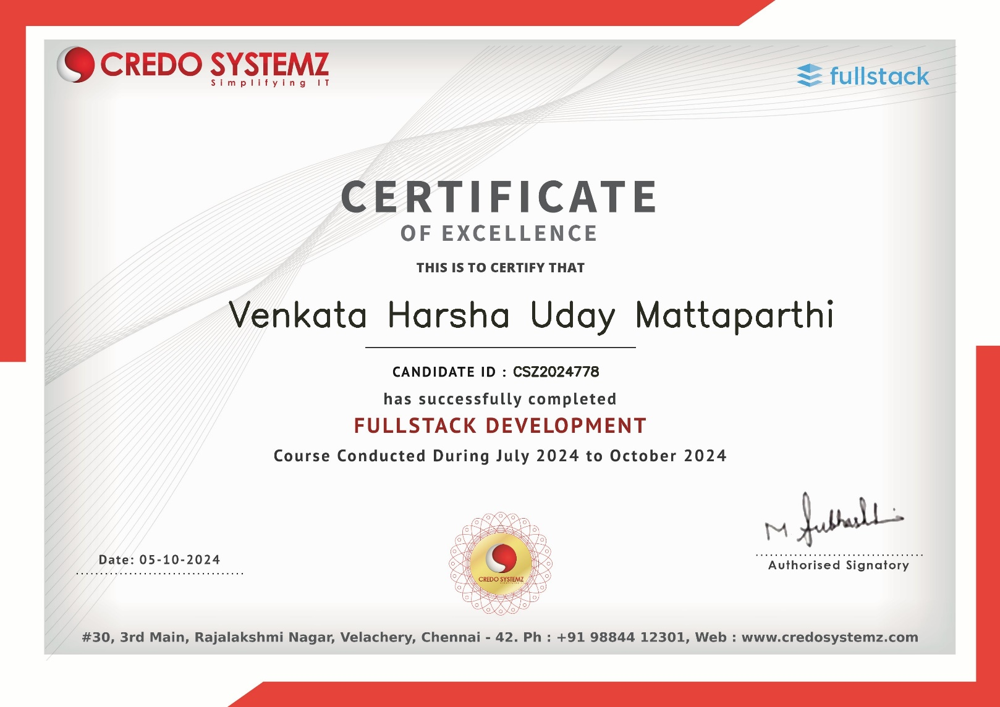 CREDO SYSTEMZ
Simplifying IT
fullstack
CERTIFICATE
OF EXCELLENCE
THIS IS TO CERTIFY THAT
Venkata Harsha Uday Mattaparthi
CANDIDATE ID : CSZ2024778
has successfully completed
FULLSTACK DEVELOPMENT
Course Conducted During July 2024 to October 2024
Date: 05-10-2024
CREDO SYSTEMZ
Authorised Signatory
#30, 3rd Main, Rajalakshmi Nagar, Velachery, Chennai - 42. Ph : +91 98844 12301, Web : www.credosystemz.com